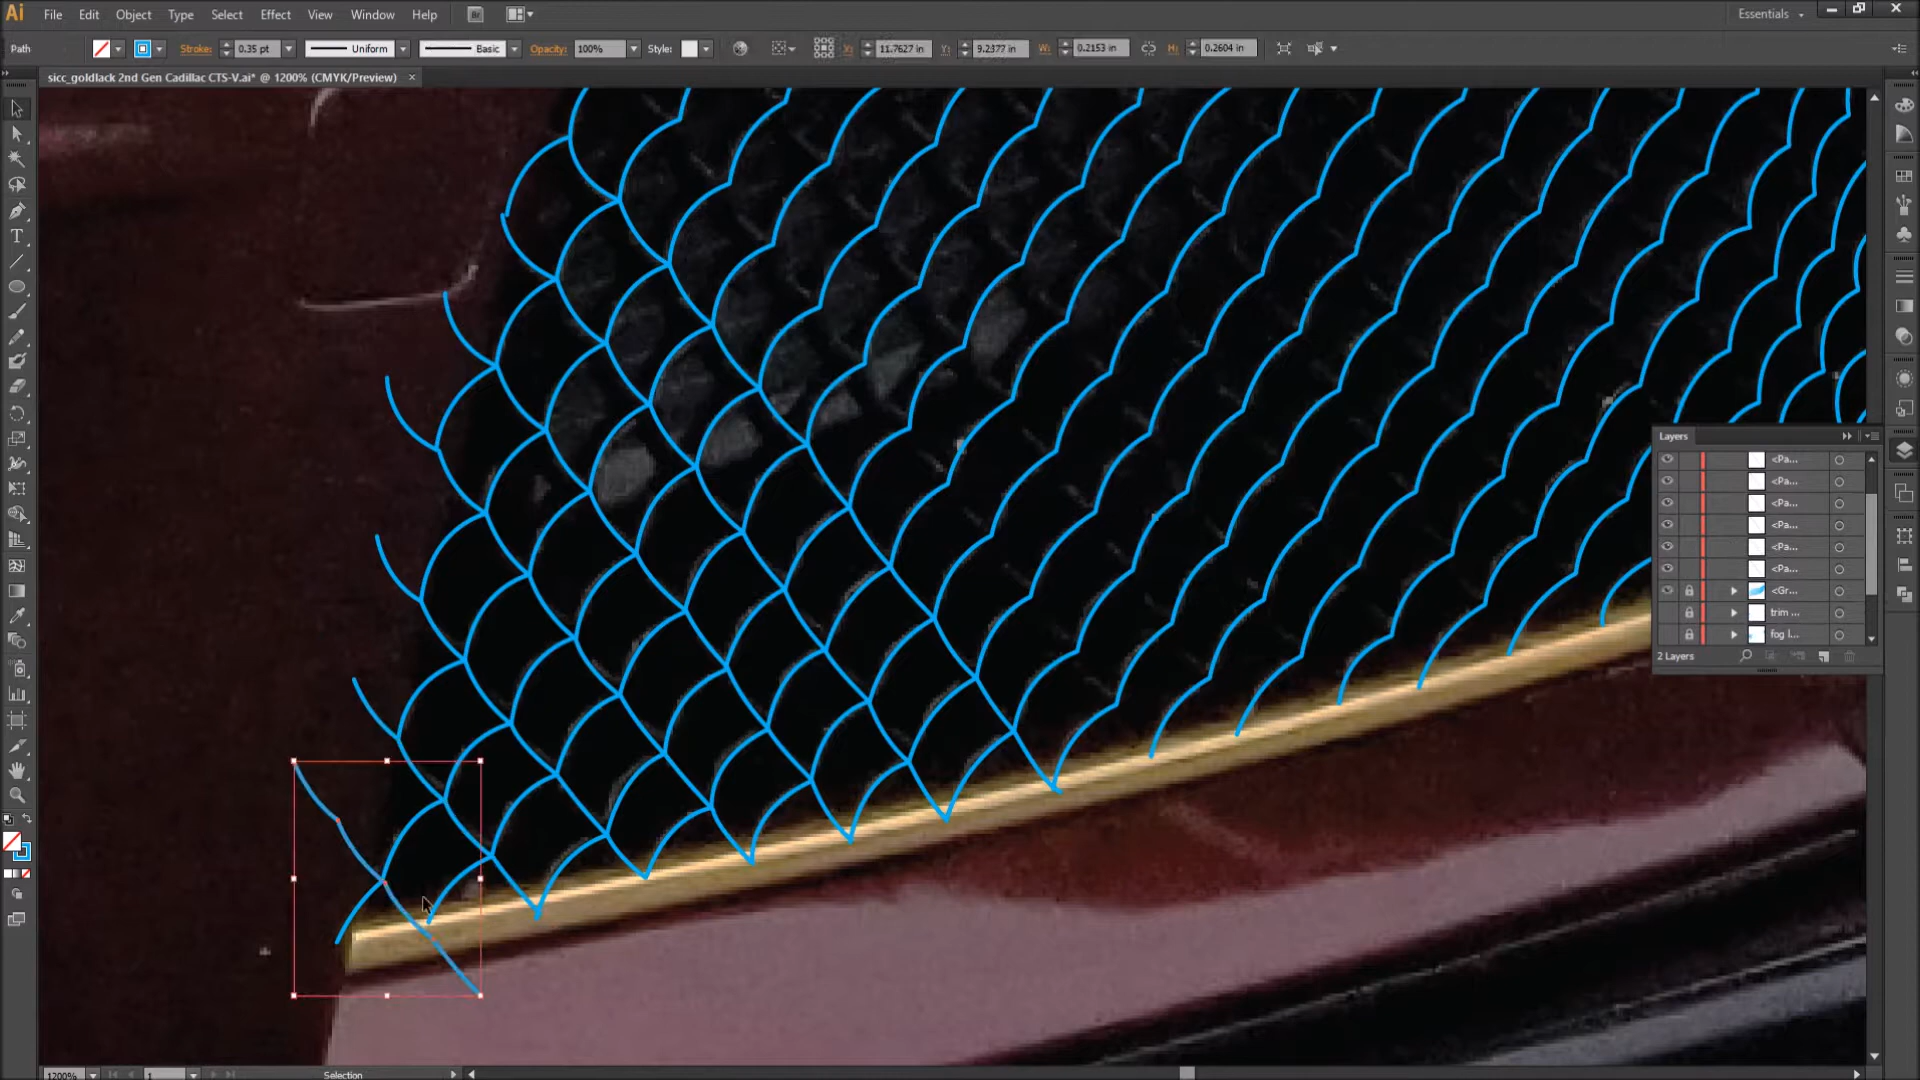 Ai File Edit Object Type Select Effect View Window Help Br Essentials
Path Stroke: 0.35 pt Uniform Basic Opacity: 100% Style: X: 11.7627 in Y: 9.2377 in W: 0.2153 in H: 0.2604 in
sicc_goldlack 2nd Gen Cadillac CTS-V.ai* @ 1200% (CMYK/Preview) ×
Layers
<Pa...
<Pa...
<Pa...
<Pa...
<Pa...
<Pa...
<Gr...
trim ...
fog l...
2 Layers
1200% 1 Selection